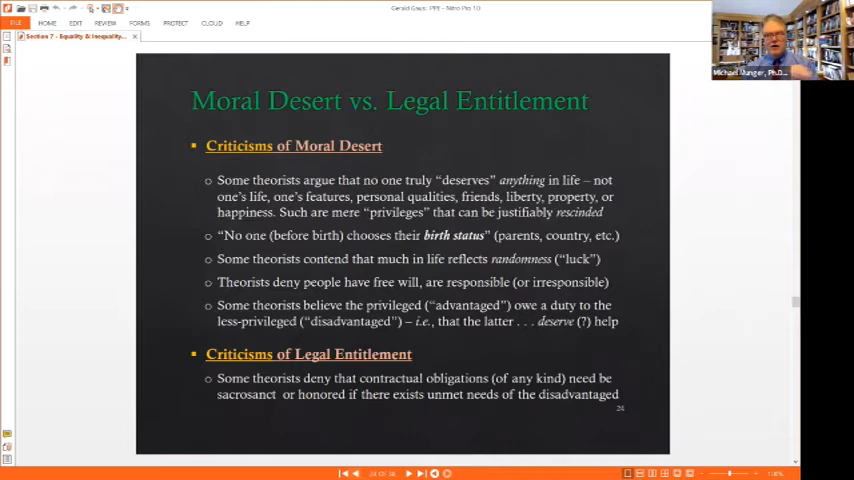 Gerald Gaus: PPE - Nitro Pro 10
FILE HOME EDIT REVIEW FORMS PROTECT CLOUD HELP
Section 7 - Equality & Inequality...
Michael Munger, Ph.D...
Moral Desert vs. Legal Entitlement
Criticisms of Moral Desert
Some theorists argue that no one truly “deserves” anything in life – not
one’s life, one’s features, personal qualities, friends, liberty, property, or
happiness. Such are mere “privileges” that can be justifiably rescinded
“No one (before birth) chooses their birth status” (parents, country, etc.)
Some theorists contend that much in life reflects randomness (“luck”)
Theorists deny people have free will, are responsible (or irresponsible)
Some theorists believe the privileged (“advantaged”) owe a duty to the
less-privileged (“disadvantaged”) – i.e., that the latter . . . deserve (?) help
Criticisms of Legal Entitlement
Some theorists deny that contractual obligations (of any kind) need be
sacrosanct or honored if there exists unmet needs of the disadvantaged
24